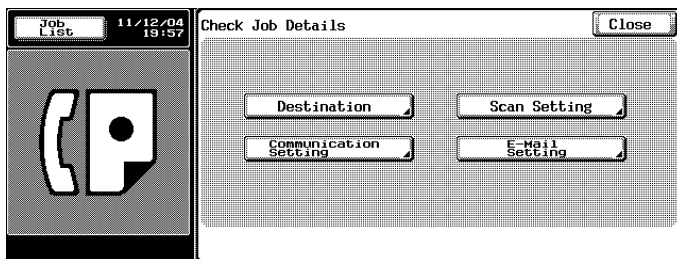 Job
List
11/12/04
19:57
Check Job Details
Close
Destination
Scan Setting
Communication
Setting
E-Mail
Setting